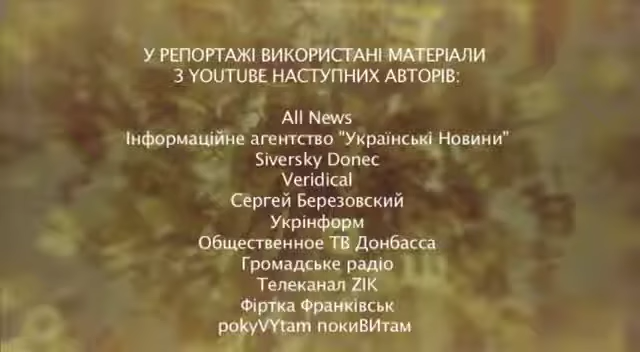 У РЕПОРТАЖІ ВИКОРИСТАНІ МАТЕРІАЛИ
З YOUTUBE НАСТУПНИХ АВТОРІВ:
All News
Інформаційне агентство "Українські Новини"
Siversky Donec
Veridical
Сергей Березовский
Укрінформ
Общественное ТВ Донбасса
Громадське радіо
Телеканал ZIK
Фіртка Франківськ
pokyVYtam покиВИтам